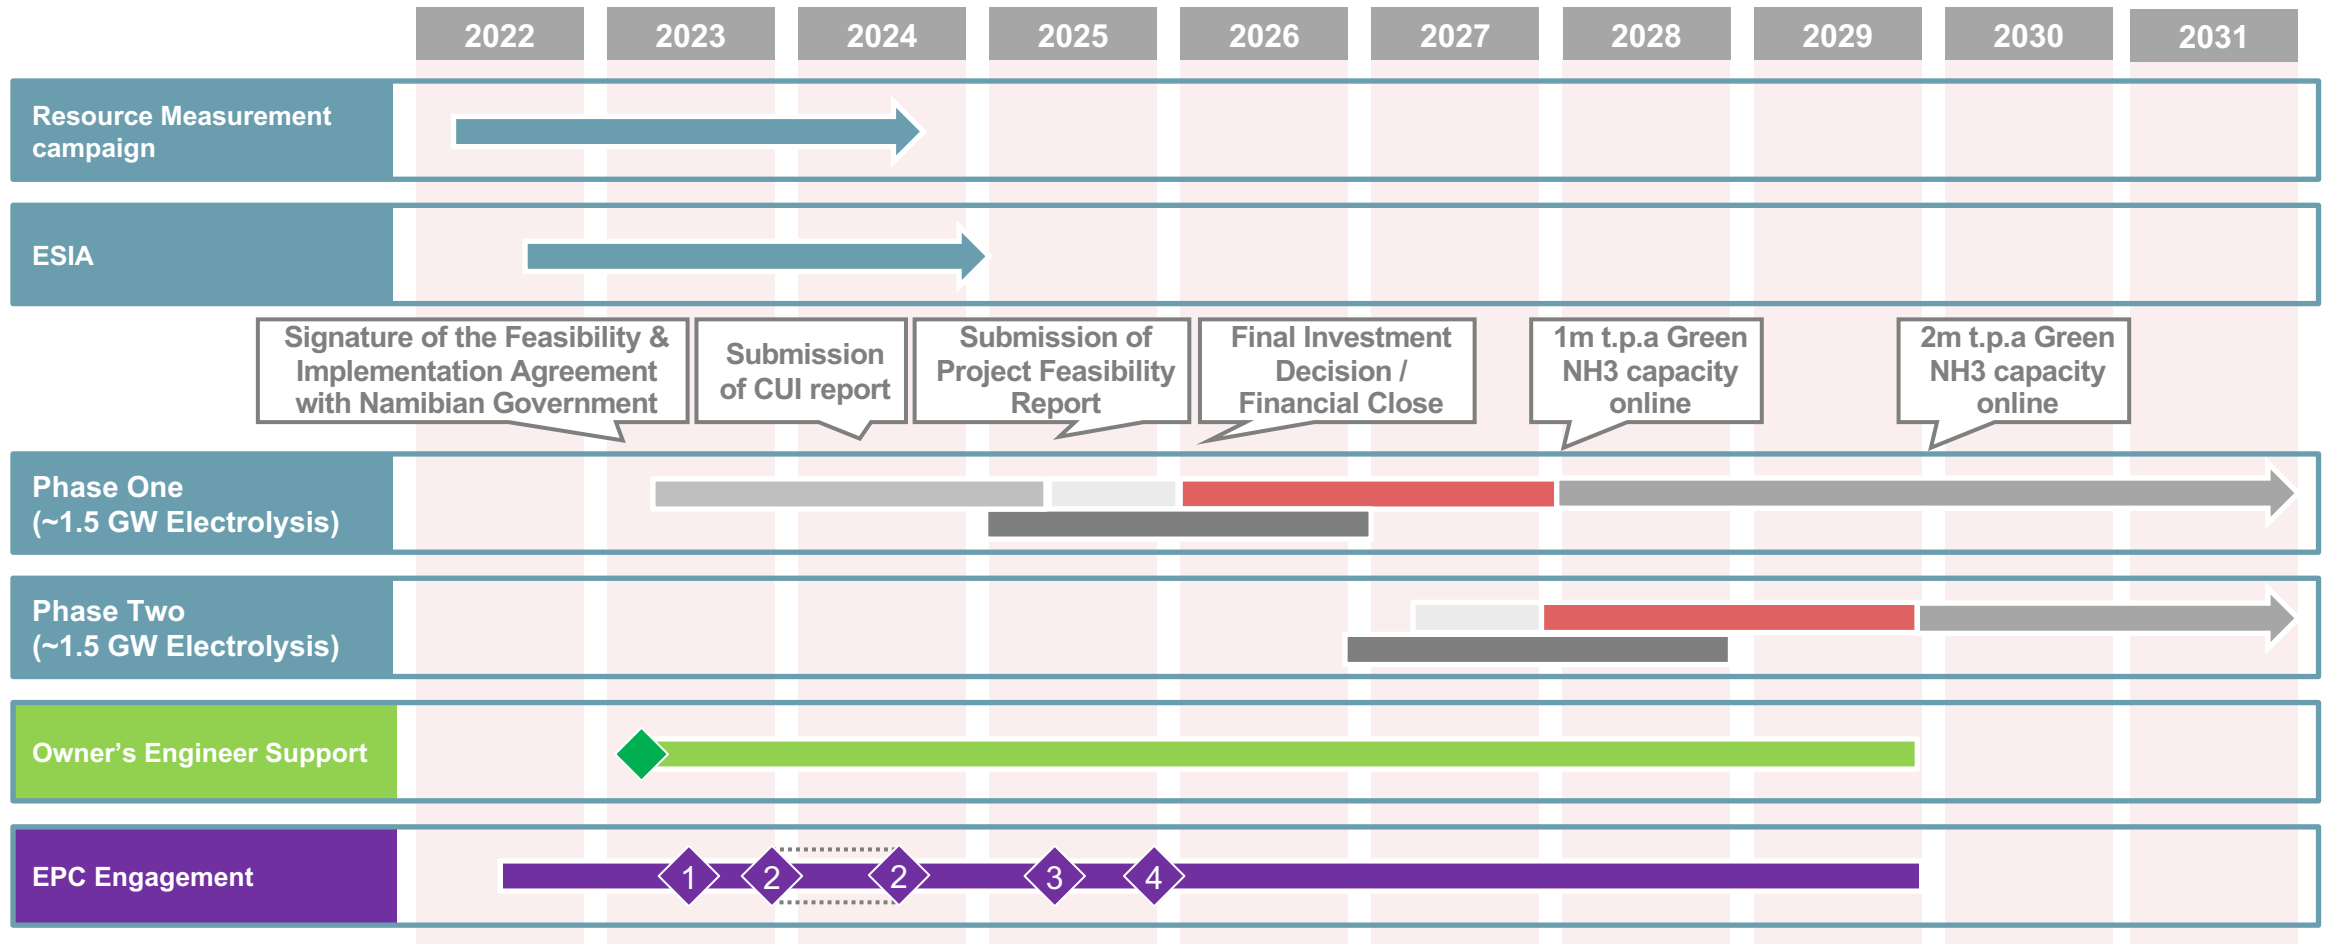 2022 2023 2024 2025 2026 2027 2028 2029 2030 2031
Resource Measurement
campaign
ESIA
Signature of the Feasibility &
Implementation Agreement
with Namibian Government
Submission
of CUI report
Submission of
Project Feasibility
Report
Final Investment
Decision /
Financial Close
1m t.p.a Green
NH3 capacity
online
2m t.p.a Green
NH3 capacity
online
Phase One
(~1.5 GW Electrolysis)
Phase Two
(~1.5 GW Electrolysis)
Owner’s Engineer Support
EPC Engagement
1 2 2 3 4